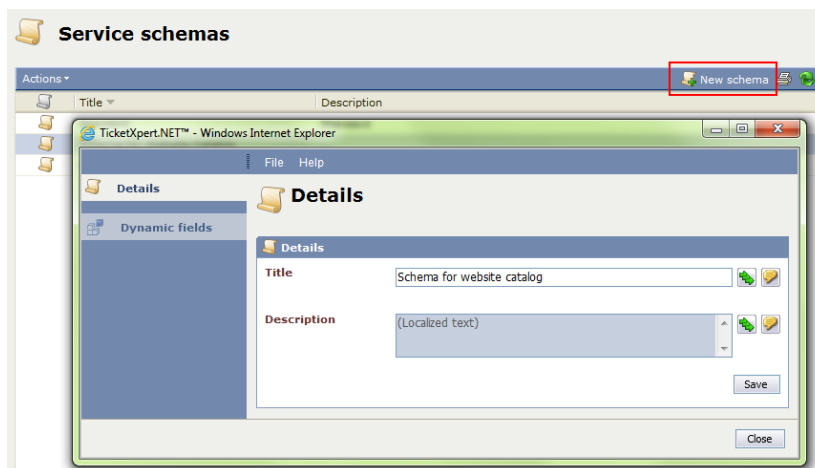 Service schemas
Actions
New schema
Title
Description
TicketXpert.NET™ - Windows Internet Explorer
File Help
Details
Dynamic fields
Details
Details
Title
Schema for website catalog
Description
(Localized text)
Save
Close